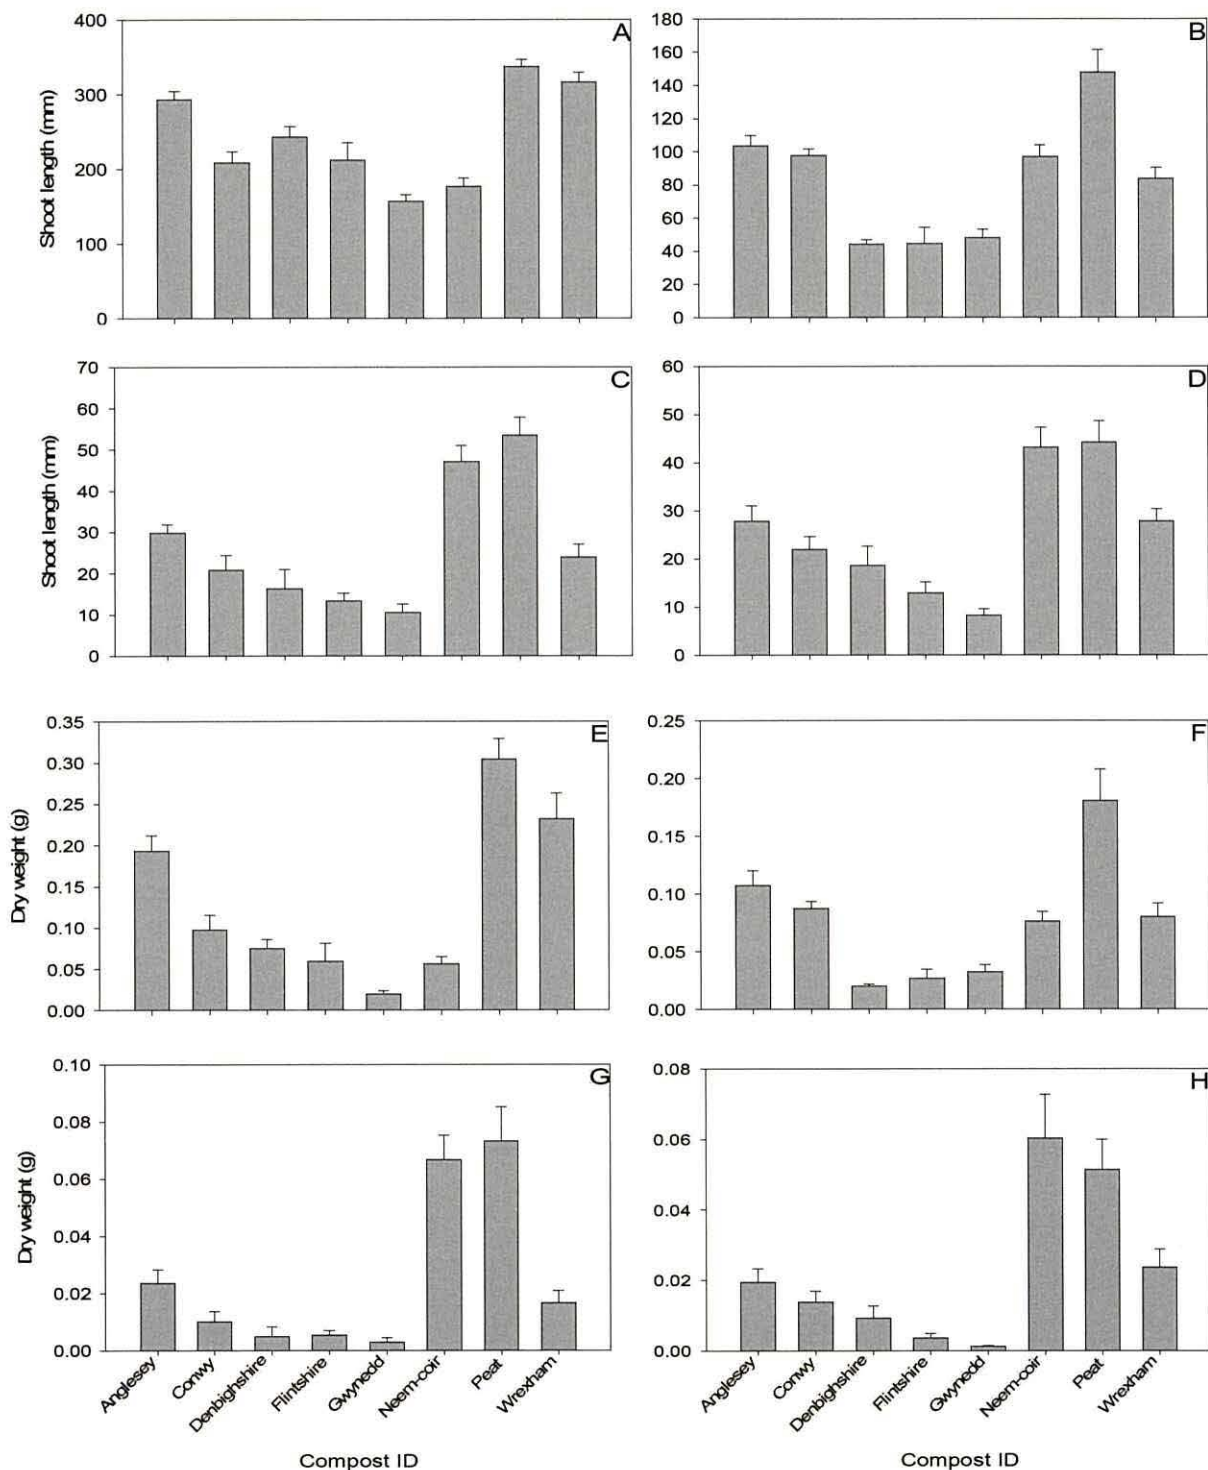 A
Shoot length (mm)
400
300
200
100
0
B
180
160
140
120
100
80
60
40
20
0
C
Shoot length (mm)
70
60
50
40
30
20
10
0
D
60
50
40
30
20
10
0
E
Dry weight (g)
0.35
0.30
0.25
0.20
0.15
0.10
0.05
0.00
F
0.25
0.20
0.15
0.10
0.05
0.00
G
Dry weight (g)
0.10
0.08
0.06
0.04
0.02
0.00
Anglesey
Conwy
Denbighshire
Flintshire
Gwynedd
Neem-coir
Peat
Wrexham
Compost ID
H
0.08
0.06
0.04
0.02
0.00
Anglesey
Conwy
Denbighshire
Flintshire
Gwynedd
Neem-coir
Peat
Wrexham
Compost ID